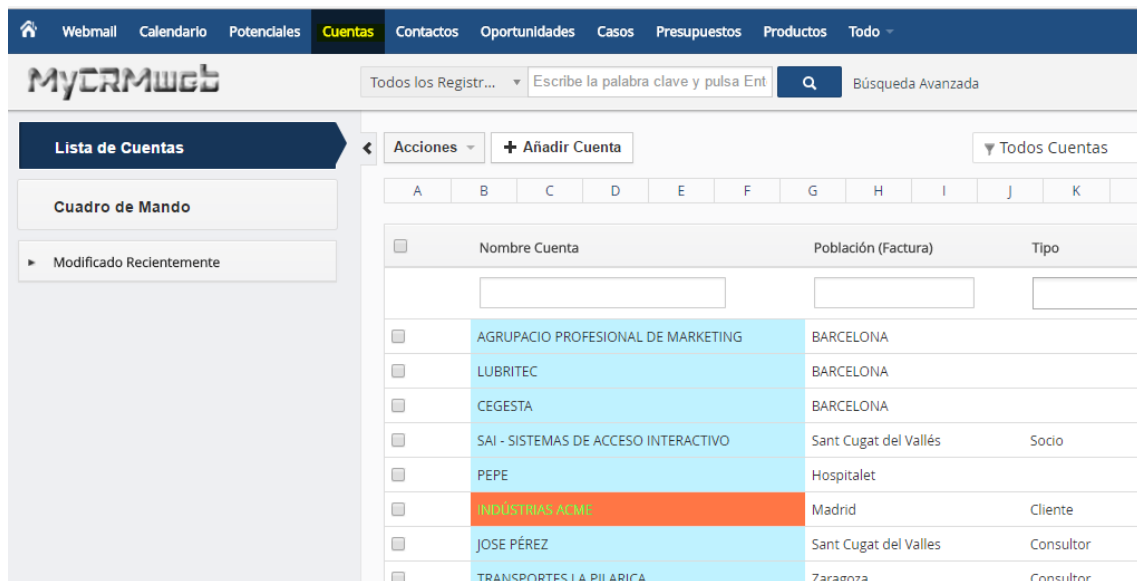 Webmail Calendario Potenciales Cuentas Contactos Oportunidades Casos Presupuestos Productos Todo
MyCRMweb Todos los Registr... Escribe la palabra clave y pulsa Ent Búsqueda Avanzada
Lista de Cuentas Acciones + Añadir Cuenta Todos Cuentas
A B C D E F G H I J K
Cuadro de Mando
Nombre Cuenta Población (Factura) Tipo
Modificado Recientemente
AGRUPACIO PROFESIONAL DE MARKETING BARCELONA
LUBRITEC BARCELONA
CEGESTA BARCELONA
SAI - SISTEMAS DE ACCESO INTERACTIVO Sant Cugat del Vallés Socio
PEPE Hospitalet
INDÚSTRIAS ACME Madrid Cliente
JOSE PÉREZ Sant Cugat del Valles Consultor
TRANSPORTES LA PILARICA Zaragoza Consultor